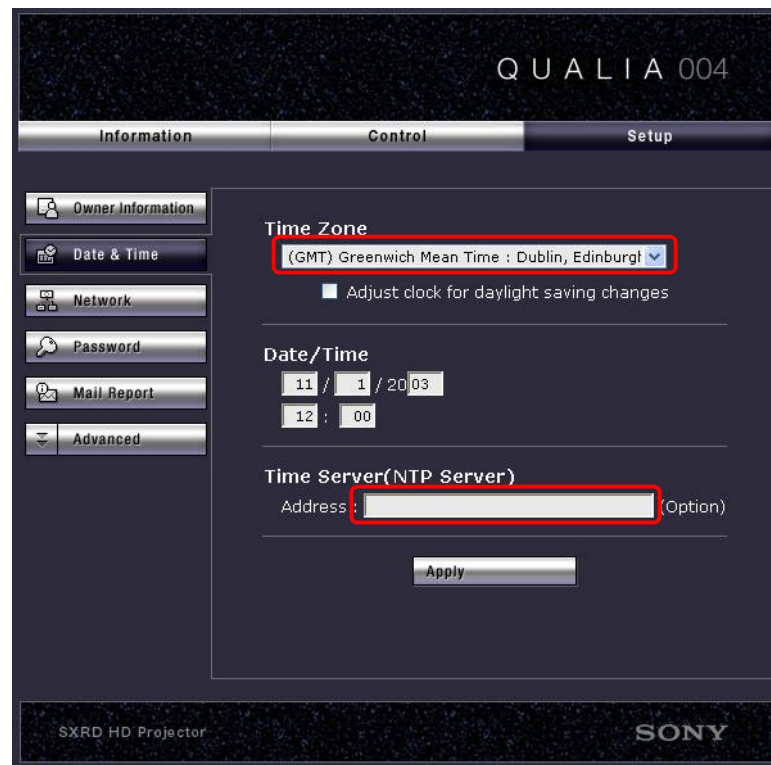 QUALIA 004
Information Control Setup
Owner Information
Date & Time
Network
Password
Mail Report
Advanced
Time Zone
(GMT) Greenwich Mean Time : Dublin, Edinburgh
Adjust clock for daylight saving changes
Date/Time
11 / 1 / 2003
12 : 00
Time Server(NTP Server)
Address : (Option)
Apply
SXRD HD Projector SONY